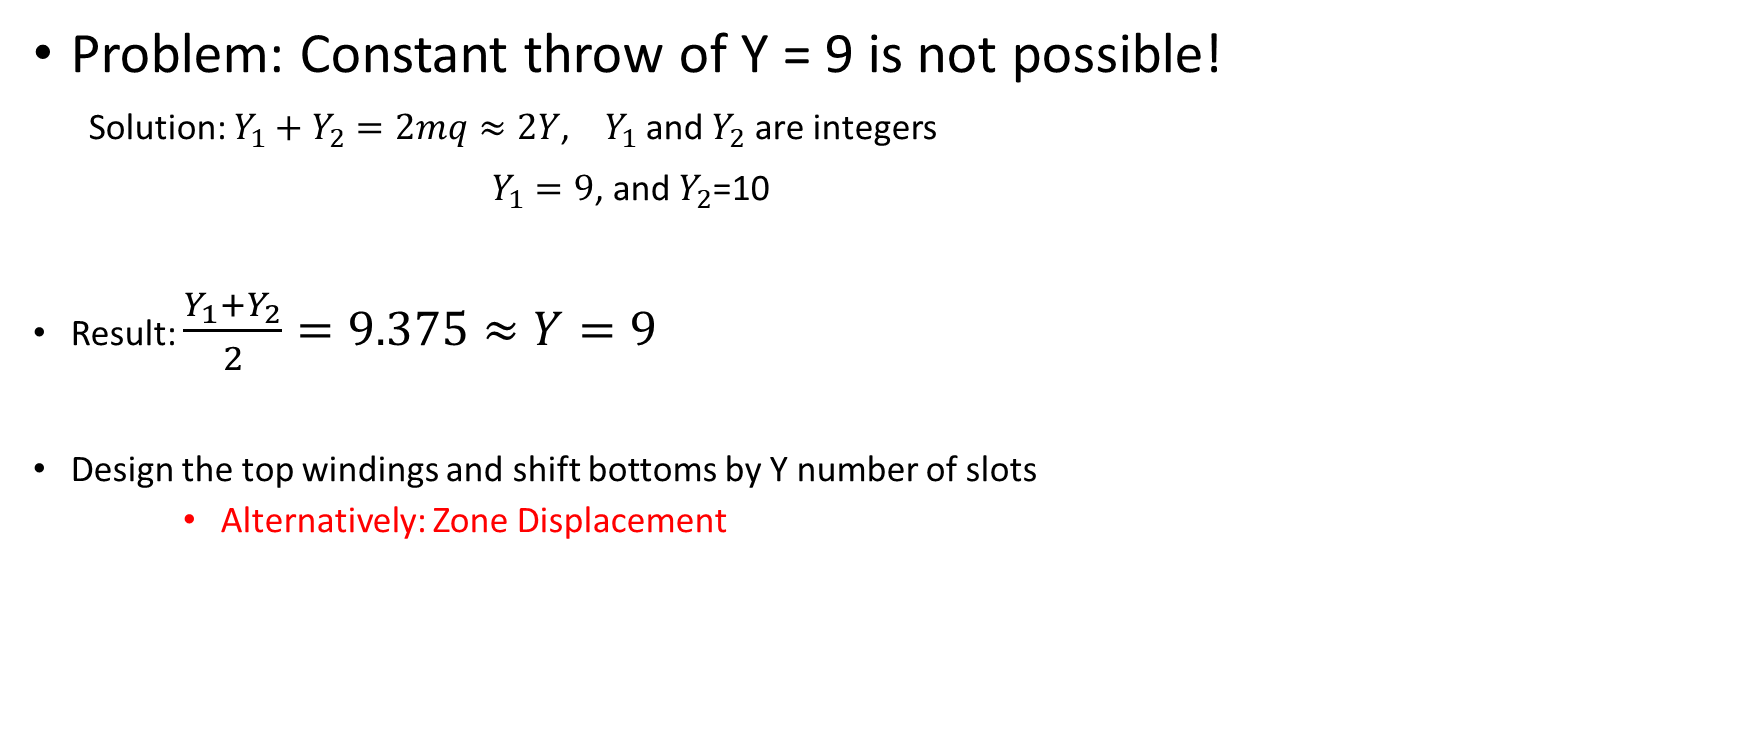 • Problem: Constant throw of Y = 9 is not possible!
Solution: 𝑌₁ + 𝑌₂ = 2𝑚𝑞 ≈ 2𝑌, 𝑌₁ and 𝑌₂ are integers
𝑌₁ = 9, and 𝑌₂=10
• Result: (𝑌₁+𝑌₂)/2 = 9.375 ≈ 𝑌 = 9
• Design the top windings and shift bottoms by Y number of slots
• Alternatively: Zone Displacement